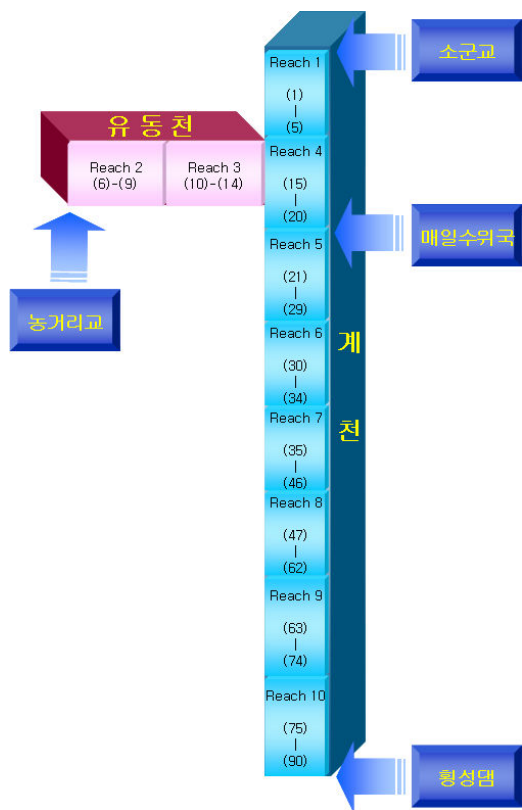 소군교
Reach 1
(1)
|
(5)
유동천
Reach 2
(6)-(9)
Reach 3
(10)-(14)
Reach 4
(15)
|
(20)
매일수위국
Reach 5
(21)
|
(29)
농거리교
Reach 6
(30)
|
(34)
계천
Reach 7
(35)
|
(46)
Reach 8
(47)
|
(62)
Reach 9
(63)
|
(74)
Reach 10
(75)
|
(90)
횡성댐